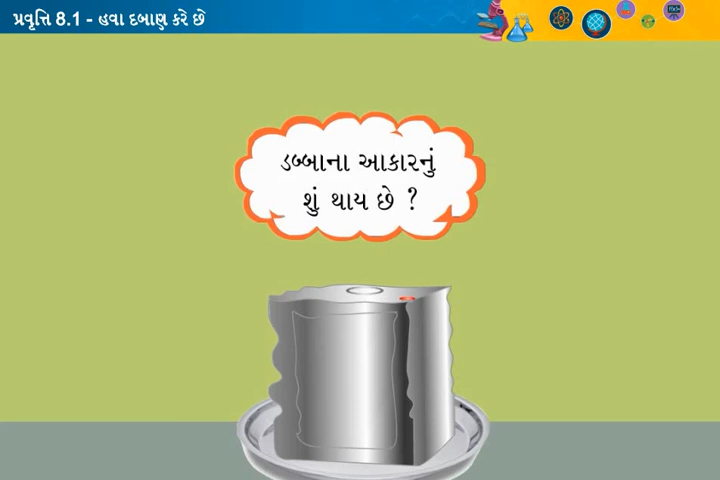 પ્રવૃત્તિ 8.1 - હવા દબાણ કરે છે
ડબ્બાના આકારનું
શું થાય છે ?